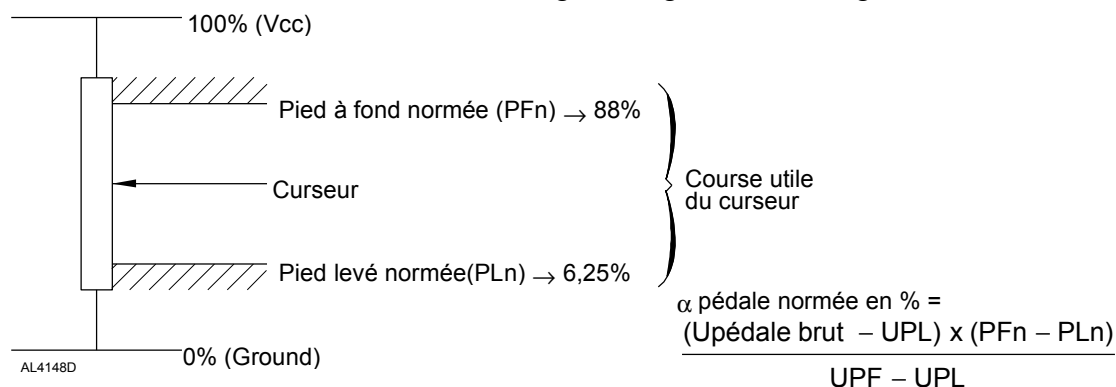 100% (Vcc)
Pied à fond normée (PFn) → 88%
Curseur
Course utile
du curseur
Pied levé normée(PLn) → 6,25%
α pédale normée en % =
(Upédale brut – UPL) x (PFn – PLn)
UPF – UPL
0% (Ground)
AL4148D